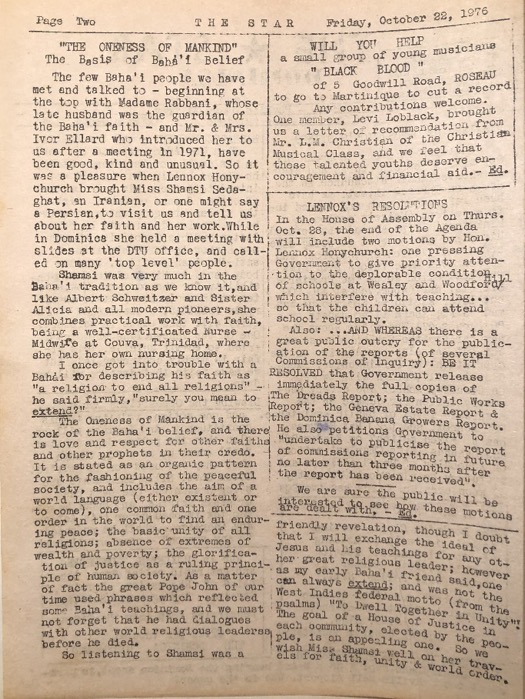 Page Two THE STAR Friday, October 22, 1976
"THE ONENESS OF MANKIND"
The Basis of Bahá'i Belief
The few Baha'i people we have
met and talked to - beginning at
the top with Madame Rabbani, whose
late husband was the guardian of
the Baha'i faith - and Mr. & Mrs.
Ivor Ellard who introduced her to
us after a meeting in 1971, have
been good, kind and unusual. So it
was a pleasure when Lennox Hony-
church brought Miss Shamsi Seda-
ghat, an Iranian, or one might say
a Persian,to visit us and tell us
about her faith and her work.While
in Dominica she held a meeting with
slides at the DTU office, and call-
ed on many 'top level' people.
Shamsi was very much in the
Baha'i tradition as we know it,and
like Albert Schweitzer and Sister
Alicia and all modern pioneers,she
combines practical work with faith,
being a well-certificated nurse -
Midwife at Couva, Trinidad, where
she has her own nursing home.
I once got into trouble with a
Bahái for describing his faith as
"a religion to end all religions" -
he said firmly,"surely you mean to
extend?"
The Oneness of Mankind is the
rock of the Baha'i belief, and there
is love and respect for other faiths
and other prophets in their credo.
It is stated as an organic pattern
for the fashioning of the peaceful
society, and includes the aim of a
world language (either existent or
to come), one common faith and one
order in the world to find an endur-
ing peace; the basic unity of all
religions; absence of extremes of
wealth and poverty; the glorifica-
tion of justice as a ruling princi-
ple of human society. As a matter
of fact the great Pope John of our
time used phrases which reflected
some Baha'i teachings, and we must
not forget that he had dialogues
with other world religious leaders
before he died.
So listening to Shamsi was a
WILL YOU HELP
a small group of young musicians
" BLACK BLOOD "
of 5 Goodwill Road, ROSEAU
to go to Martinique to cut a record
Any contributions welcome.
One member, Levi Loblack, brought
us a letter of recommendation from
Mr. L.M. Christian of the Christian
Musical Class, and we feel that
these talented youths deserve en-
couragement and financial aid.- Ed.
LENNOX'S RESOLUTIONS
In the House of Assembly on Thurs.
Oct. 28, the end of the Agenda
will include two motions by Hon.
Lennox Honychurch: one pressing
Government to give priority atten-
tion to the deplorable condition
of schools at Wesley and Woodford Hill/
which interfere with teaching...
so that the children can attend
school regularly.
Also: ...AND WHEREAS there is a
great public outcry for the public-
ation of the reports (of several
Commissions of Inquiry): BE IT
RESOLVED that Government release
immediately the full copies of
The Dreads Report; the Public Works
Report; the Geneva Estate Report &
the Dominica Banana Growers Report.
He also petitions Government to
"undertake to publicise the report
of commissions reporting in future
no later than three months after
the report has been received".
We are sure the public will be
interested to see how these motions
are dealt with. Ed.
friendly revelation, though I doubt
that I will exchange the ideal of
Jesus and his teachings for any ot-
her great religious leader; however
as my early Baha'i friend said,one
can always extend; and was not the
West Indies federal motto (from the
psalms) "To Dwell Together in Unity"?
The goal of a House of Justice in
each community, elected by the peo-
ple, is an appealing one. So we
wish Miss Shamsi well on her trav-
els for faith, unity & world order.